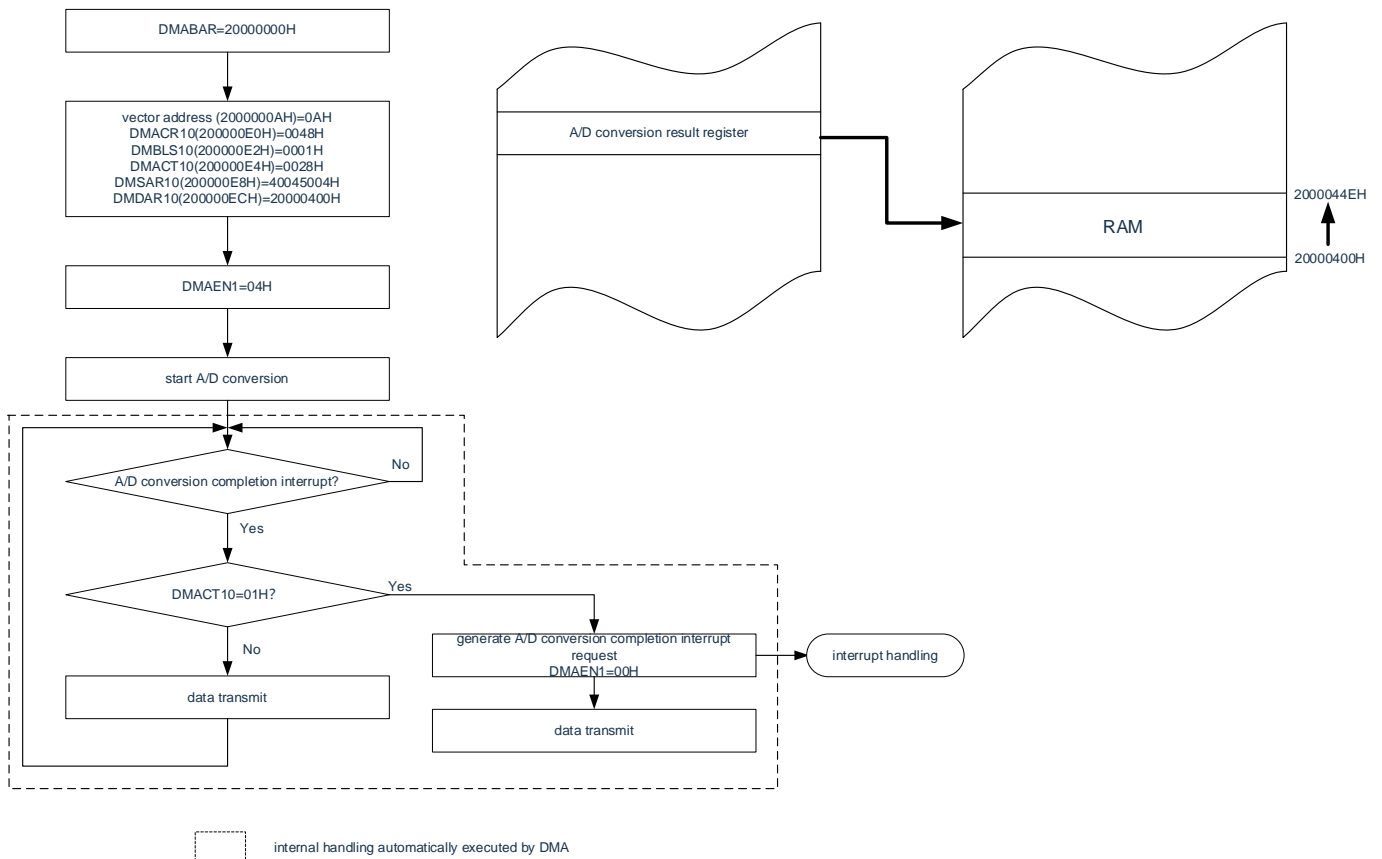 DMABAR=20000000H
vector address (2000000AH)=0AH
DMACR10(200000E0H)=0048H
DMBLS10(200000E2H)=0001H
DMACT10(200000E4H)=0028H
DMSAR10(200000E8H)=40045004H
DMDAR10(200000ECH)=20000400H
DMAEN1=04H
start A/D conversion
A/D conversion completion interrupt?
No
Yes
DMACT10=01H?
Yes
No
data transmit
generate A/D conversion completion interrupt
request
DMAEN1=00H
data transmit
interrupt handling
internal handling automatically executed by DMA
A/D conversion result register
RAM
2000044EH
20000400H